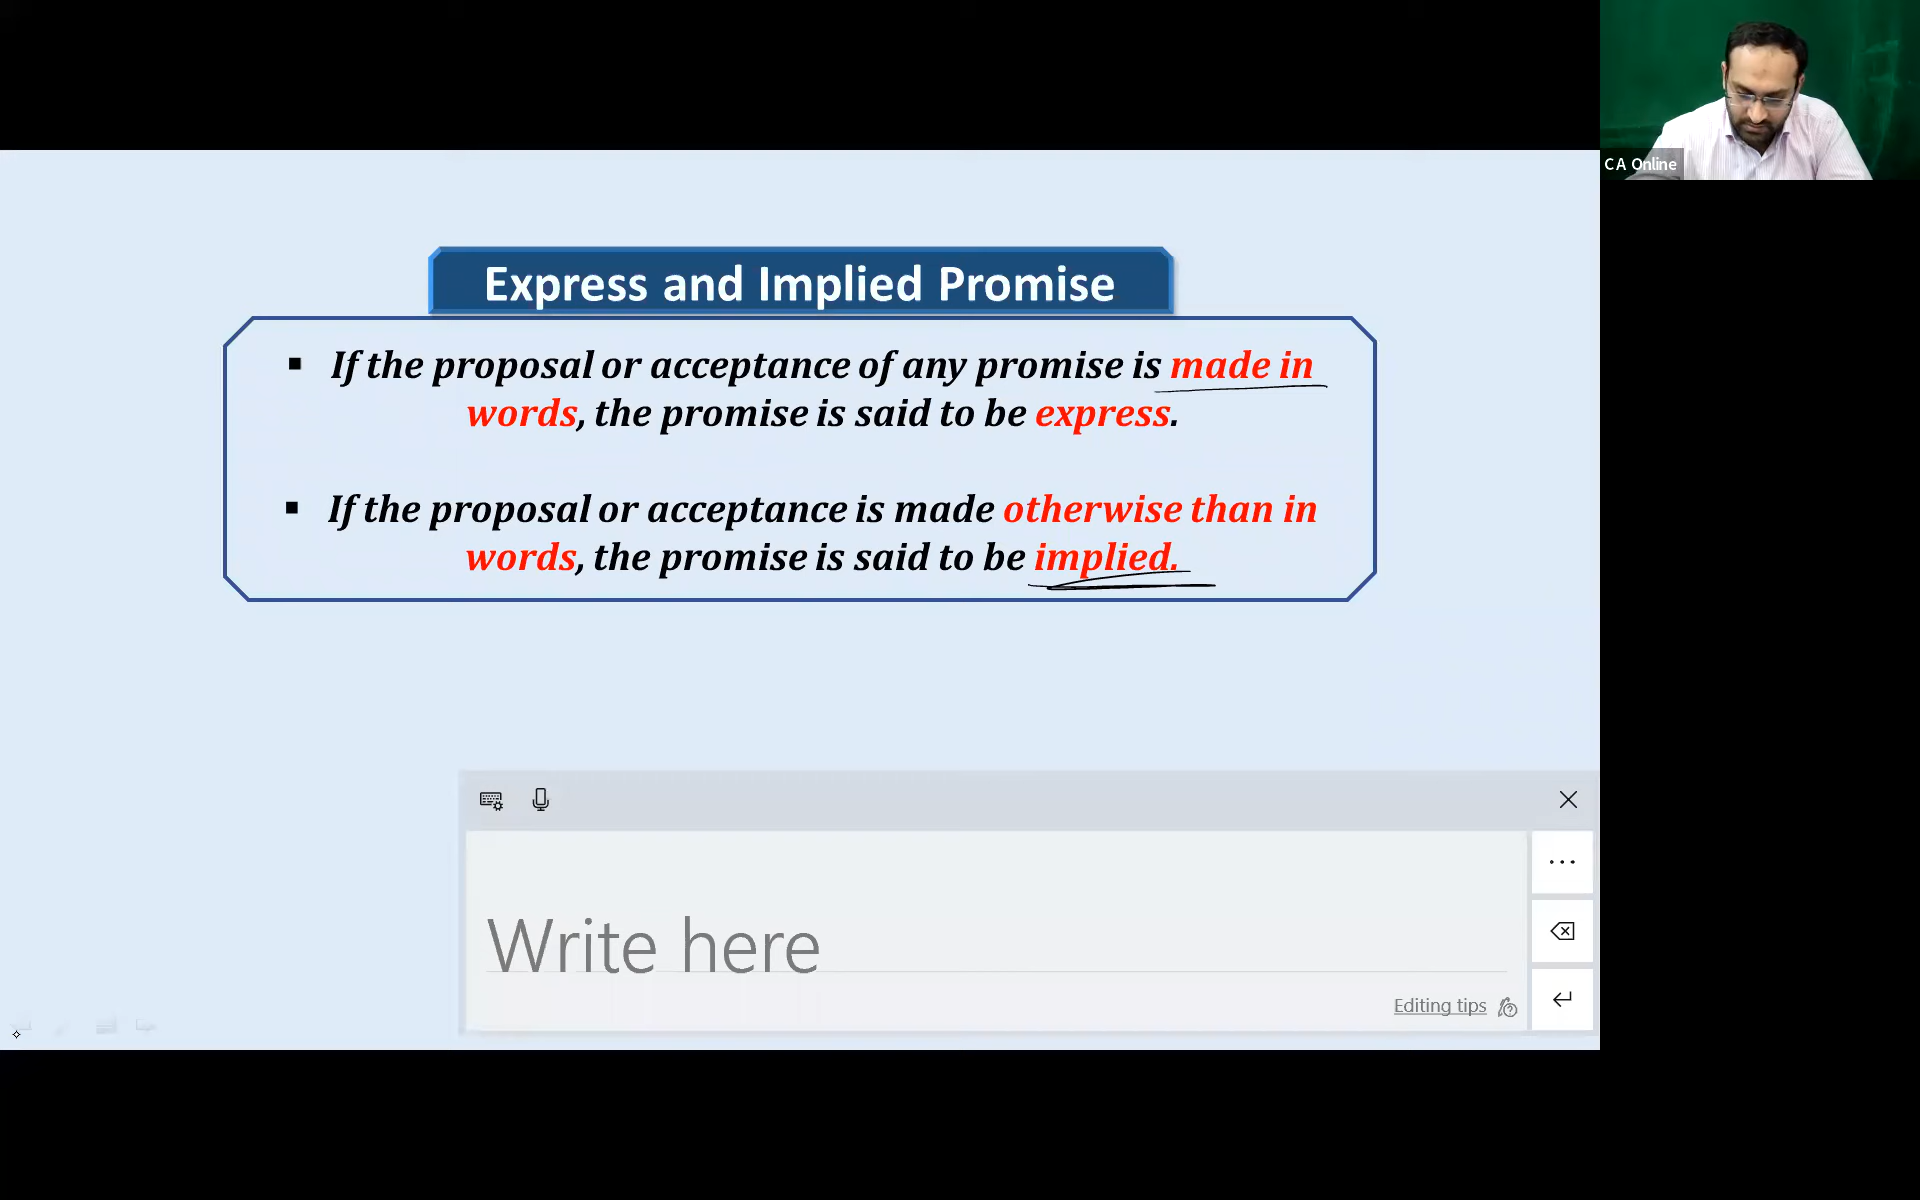 C A Online
Express and Implied Promise
▪ If the proposal or acceptance of any promise is made in
words, the promise is said to be express.
▪ If the proposal or acceptance is made otherwise than in
words, the promise is said to be implied.
Write here
Editing tips